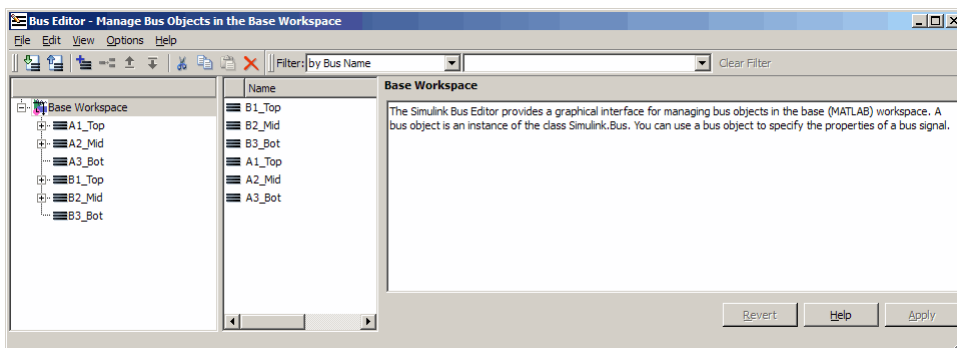 Bus Editor - Manage Bus Objects in the Base Workspace
File Edit View Options Help
Filter: by Bus Name Clear Filter
Base Workspace
A1_Top
A2_Mid
A3_Bot
B1_Top
B2_Mid
B3_Bot
Name
B1_Top
B2_Mid
B3_Bot
A1_Top
A2_Mid
A3_Bot
Base Workspace
The Simulink Bus Editor provides a graphical interface for managing bus objects in the base (MATLAB) workspace. A
bus object is an instance of the class Simulink.Bus. You can use a bus object to specify the properties of a bus signal.
Revert Help Apply